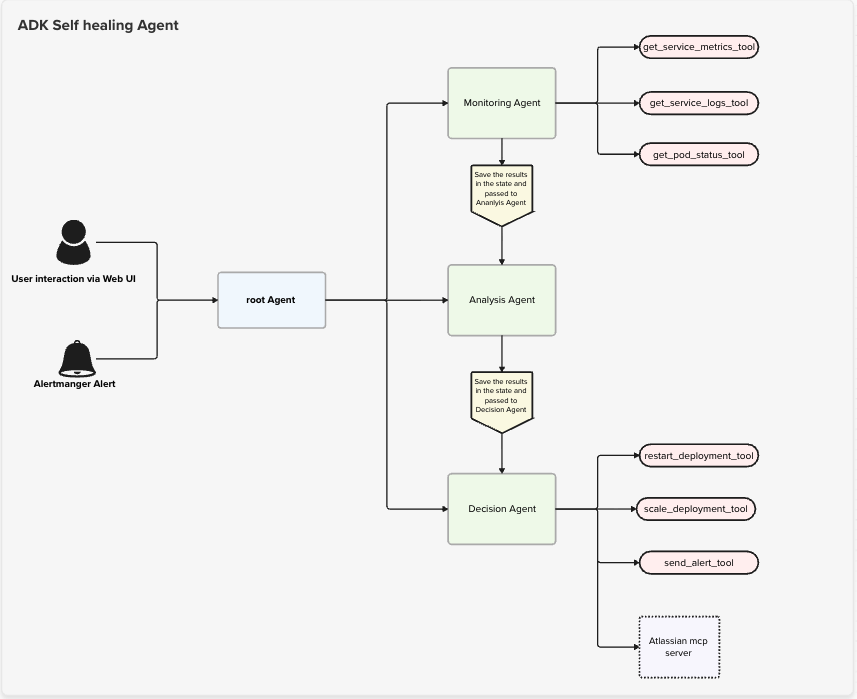 ADK Self healing Agent
get_service_metrics_tool
Monitoring Agent
get_service_logs_tool
get_pod_status_tool
Save the results
in the state and
passed to
Ananlyis Agent
User interaction via Web UI
root Agent
Analysis Agent
Alertmanger Alert
Save the results
in the state and
passed to
Decision Agent
restart_deployment_tool
Decision Agent
scale_deployment_tool
send_alert_tool
Atlassian mcp
server